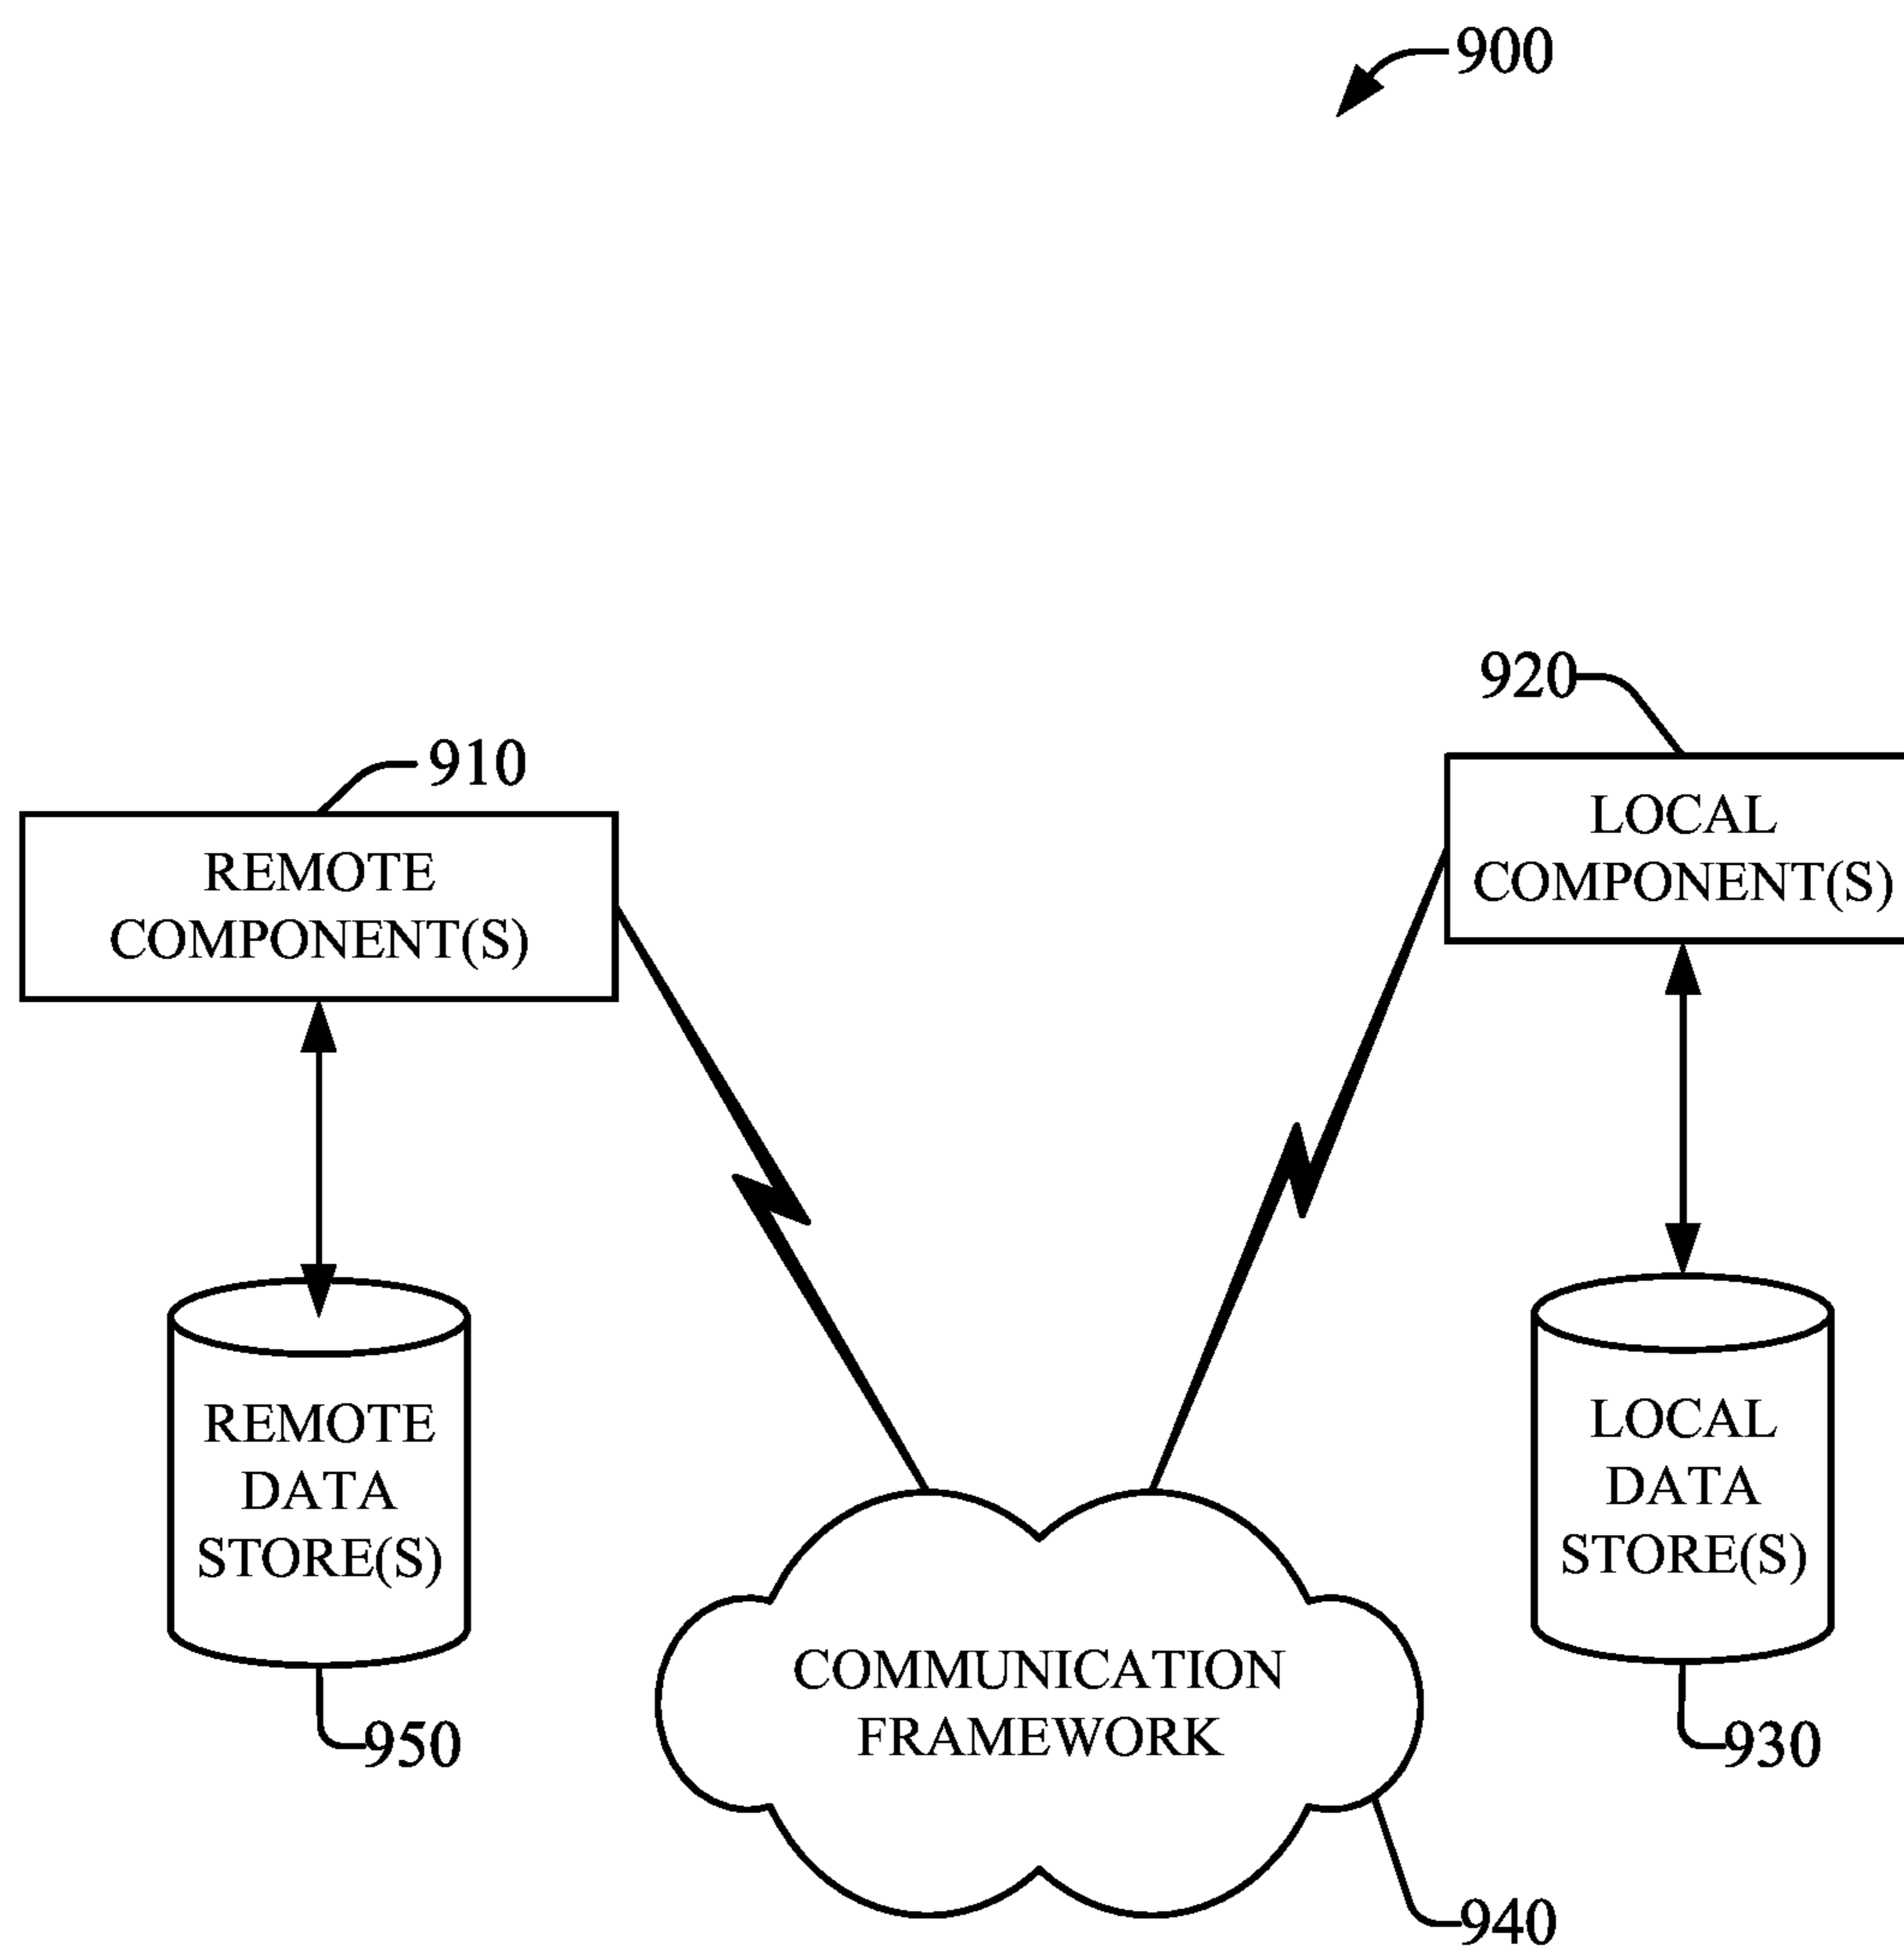 900
920
910
LOCAL
COMPONENT(S)
REMOTE
COMPONENT(S)
REMOTE
DATA
STORE(S)
LOCAL
DATA
STORE(S)
COMMUNICATION
FRAMEWORK
950
930
940